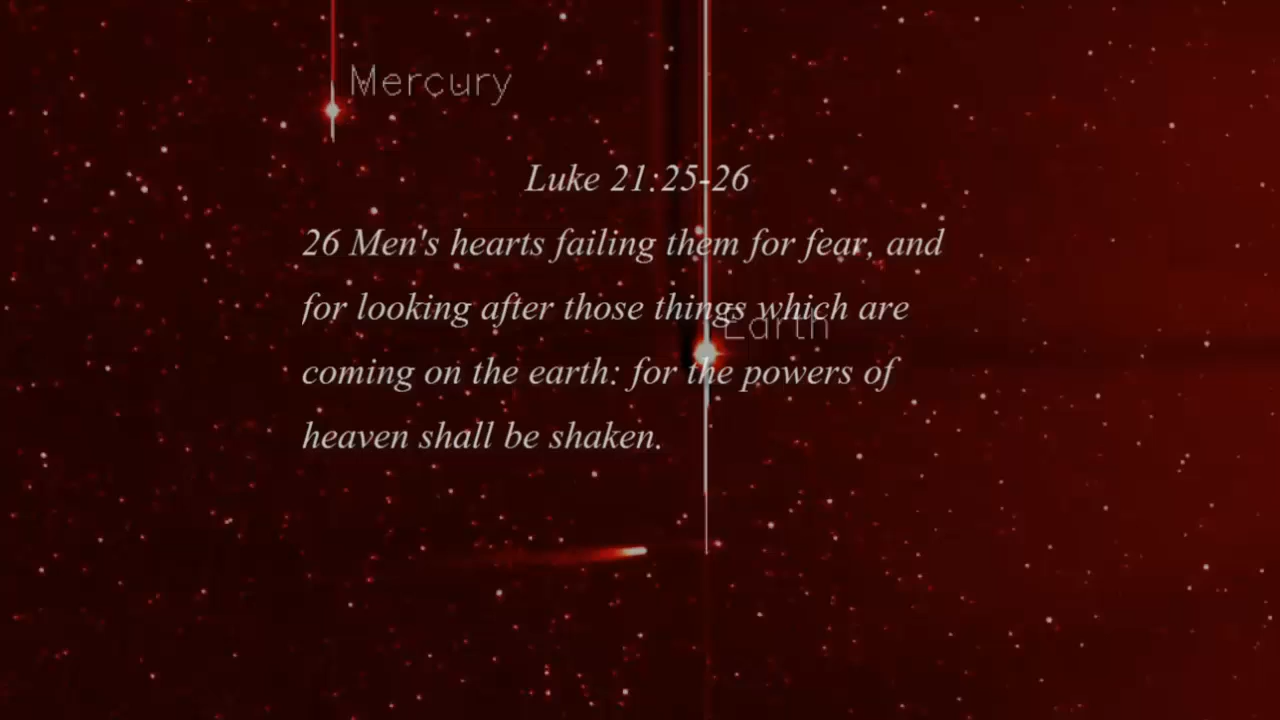 Mercury
Luke 21:25-26
26 Men's hearts failing them for fear, and
for looking after those things which are
Earth
coming on the earth: for the powers of
heaven shall be shaken.